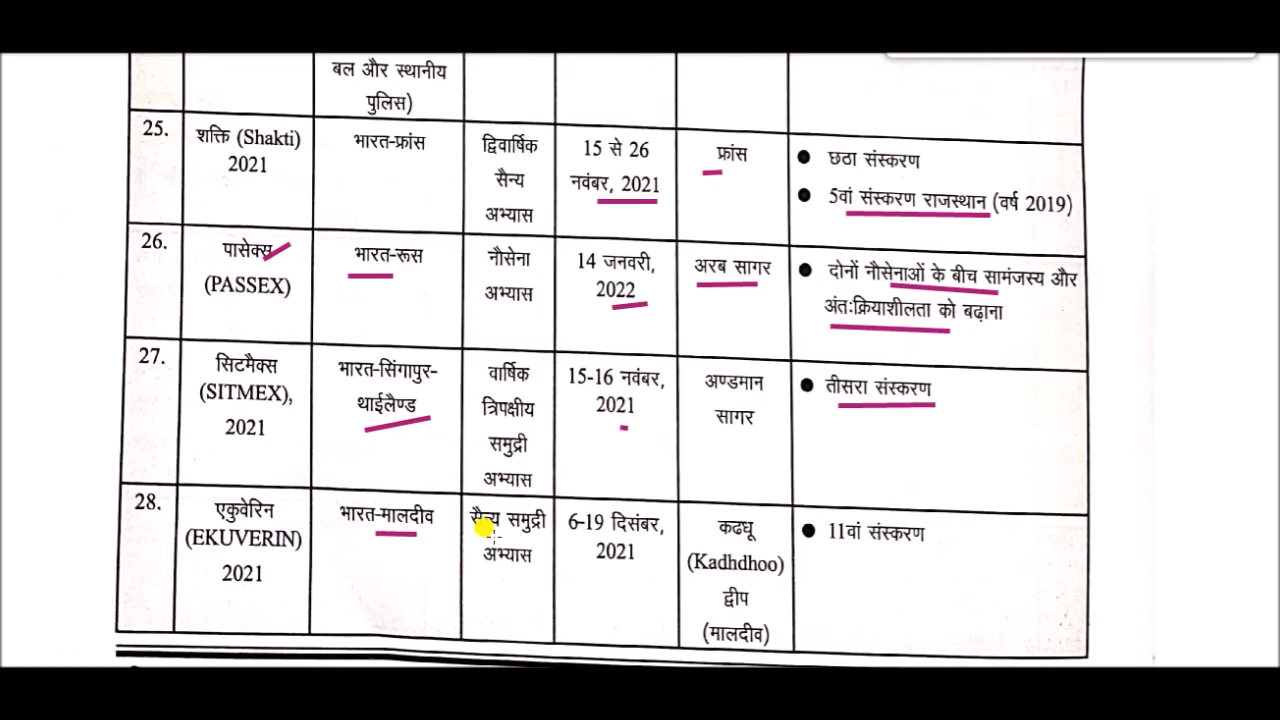 बल और स्थानीय
पुलिस)
25.
शक्ति (Shakti)
2021
भारत-फ्रांस
द्विवार्षिक
सैन्य
अभ्यास
15 से 26
नवंबर, 2021
फ्रांस
छठा संस्करण
5वां संस्करण राजस्थान (वर्ष 2019)
26.
पासेक्स
(PASSEX)
भारत-रूस
नौसेना
अभ्यास
14 जनवरी,
2022
अरब सागर
दोनों नौसेनाओं के बीच सामंजस्य और
अंतःक्रियाशीलता को बढ़ाना
27.
सिटमैक्स
(SITMEX),
2021
भारत-सिंगापुर-
थाईलैण्ड
वार्षिक
त्रिपक्षीय
समुद्री
अभ्यास
15-16 नवंबर,
2021
अण्डमान
सागर
तीसरा संस्करण
28.
एकुवेरिन
(EKUVERIN)
2021
भारत-मालदीव
सैन्य समुद्री
अभ्यास
6-19 दिसंबर,
2021
कढधू
(Kadhdhoo)
द्वीप
(मालदीव)
11वां संस्करण